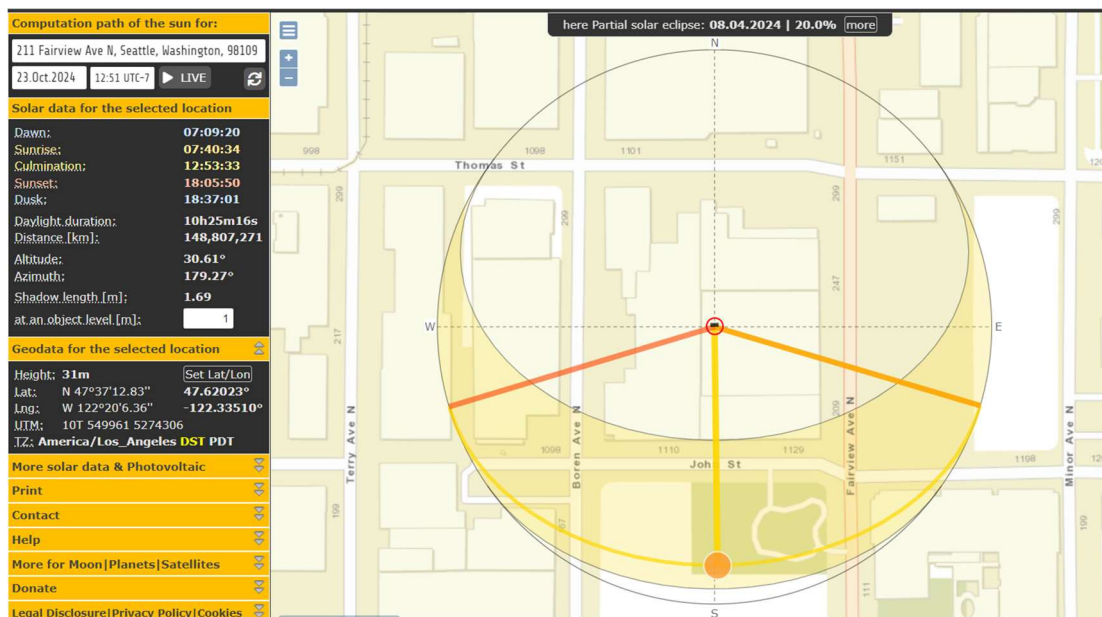 Computation path of the sun for:
211 Fairview Ave N, Seattle, Washington, 98109
23.Oct.2024 12:51 UTC-7 LIVE
Solar data for the selected location
Dawn: 07:09:20
Sunrise: 07:40:34
Culmination: 12:53:33
Sunset: 18:05:50
Dusk: 18:37:01
Daylight duration: 10h25m16s
Distance [km]: 148,807,271
Altitude: 30.61°
Azimuth: 179.27°
Shadow length [m]: 1.69
at an object level [m]: 1
Geodata for the selected location
Height: 31m Set Lat/Lon
Lat: N 47°37'12.83'' 47.62023°
Lng: W 122°20'6.36'' -122.33510°
UTM: 10T 549961 5274306
TZ: America/Los_Angeles DST PDT
More solar data & Photovoltaic
Print
Contact
Help
More for Moon|Planets|Satellites
Donate
Legal Disclosure|Privacy Policy|Cookies
here Partial solar eclipse: 08.04.2024 | 20.0% more
+
−
N
998
1098
1101
1151
Thomas St
299
299
299
299
247
W
E
217
209
Terry Ave N
Boren Ave N
Fairview Ave N
Minor Ave N
1098
1110
1129
1198
John St
199
199
111
S